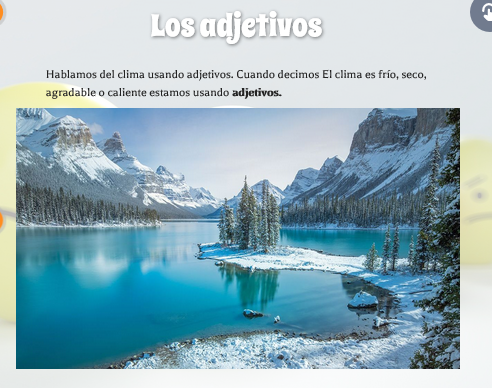 Los adjetivos
Hablamos del clima usando adjetivos. Cuando decimos El clima es frío, seco,
agradable o caliente estamos usando adjetivos.